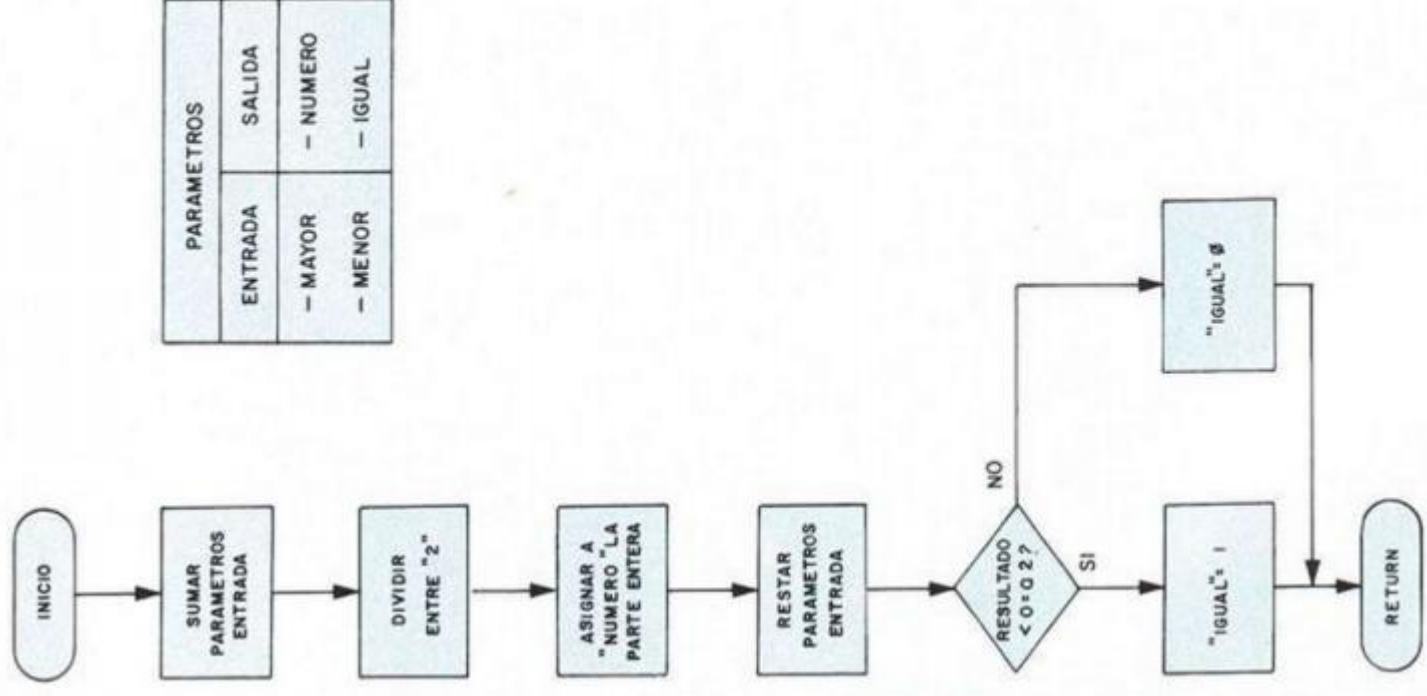 INICIO
SUMAR
PARAMETROS
ENTRADA
DIVIDIR
ENTRE "2"
ASIGNAR A
"NUMERO "LA
PARTE ENTERA
RESTAR
PARAMETROS
ENTRADA
RESULTADO
< O = 0 2 ?
NO
SI
"IGUAL"= I
"IGUAL"= Ø
RETURN
PARAMETROS
ENTRADA SALIDA
– MAYOR – NUMERO
– MENOR – IGUAL